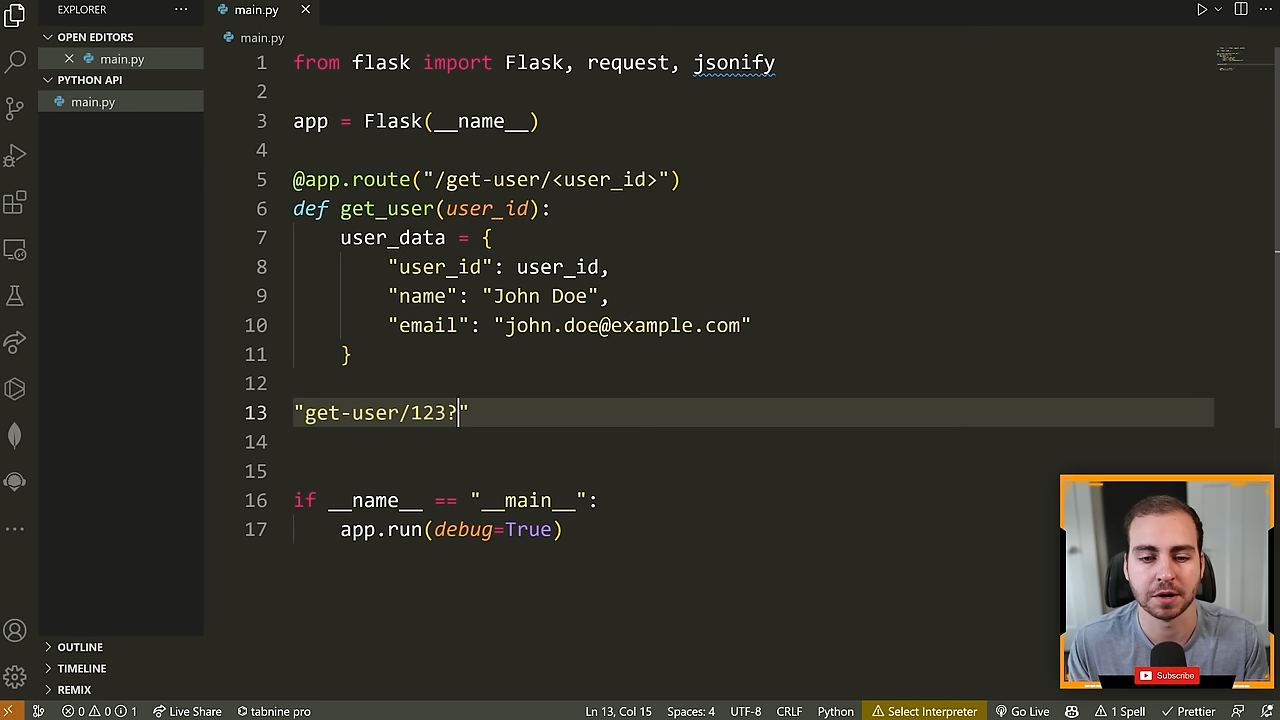 EXPLORER
main.py
OPEN EDITORS
main.py
main.py
PYTHON API
main.py
1 from flask import Flask, request, jsonify
2
3 app = Flask(__name__)
4
5 @app.route("/get-user/<user_id>")
6 def get_user(user_id):
7 user_data = {
8 "user_id": user_id,
9 "name": "John Doe",
10 "email": "john.doe@example.com"
11 }
12
13 "get-user/123?"
14
15
16 if __name__ == "__main__":
17 app.run(debug=True)
OUTLINE
TIMELINE
REMIX
Subscribe
0 0 1 Live Share tabnine pro Ln 13, Col 15 Spaces: 4 UTF-8 CRLF Python Select Interpreter Go Live 1 Spell Prettier